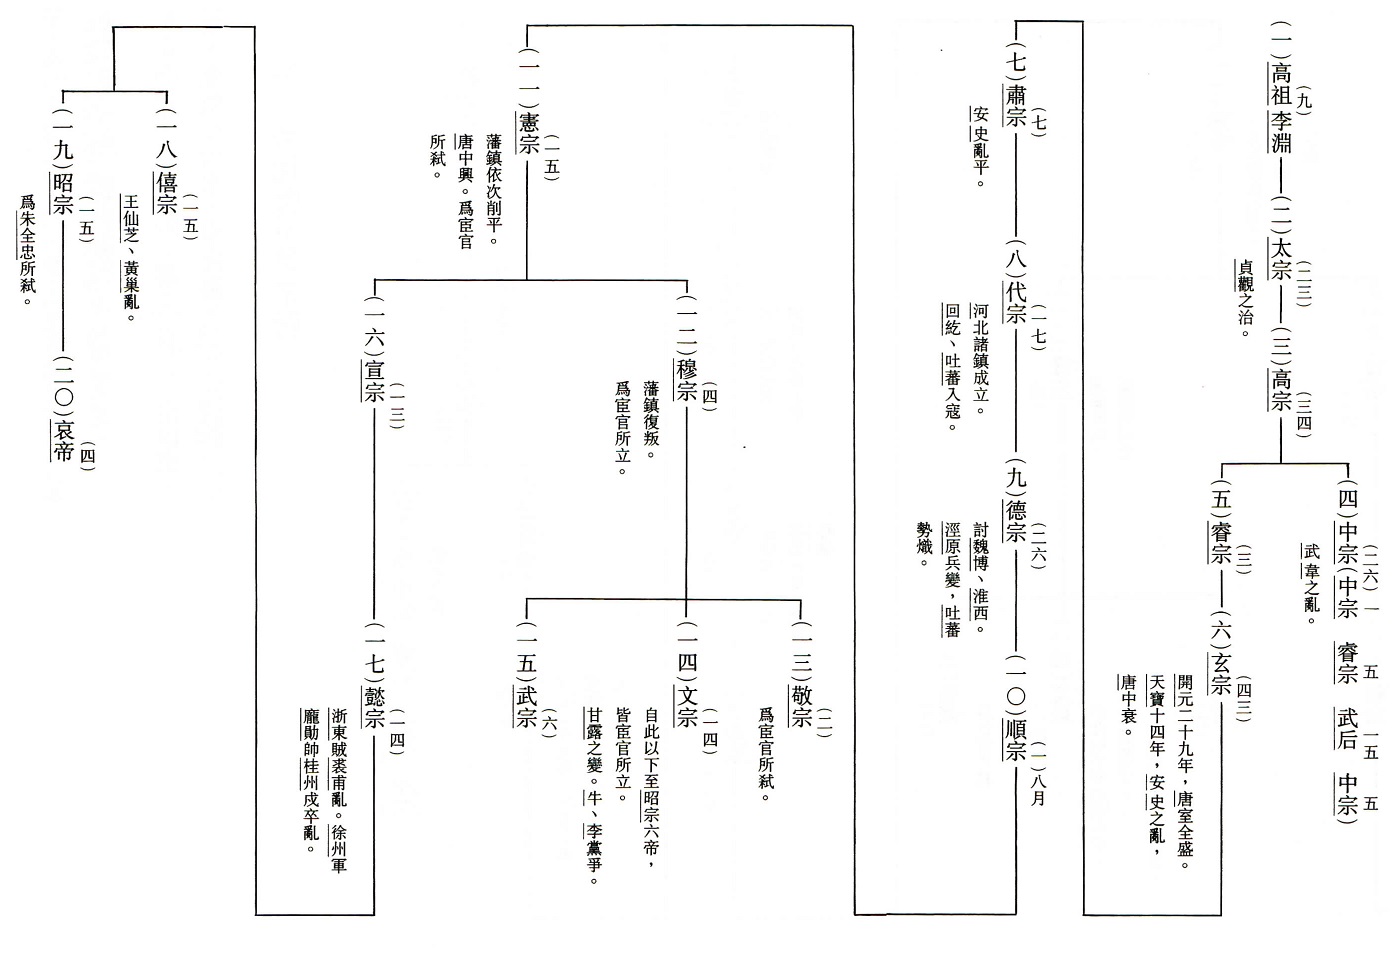 (一)高祖李淵
(九)
(二)太宗
(二三)
貞觀之治。
(三)高宗
(三四)
(四)中宗(中宗 睿宗 武后 中宗)
(二六)一 五 一五 五
武韋之亂。
(五)睿宗
(三)
(六)玄宗
(四三)
開元二十九年，唐室全盛。
天寶十四年，安史之亂，
唐中衰。
(七)肅宗
(七)
安史亂平。
(八)代宗
(一七)
河北諸鎮成立。
回紇、吐蕃入寇。
(九)德宗
(二六)
討魏博、淮西。
涇原兵變，吐蕃
勢熾。
(一〇)順宗
(一)八月
(一一)憲宗
(一五)
藩鎮依次削平。
唐中興。爲宦官
所弒。
(一二)穆宗
(四)
藩鎮復叛。
爲宦官所立。
(一三)敬宗
(二)
爲宦官所弒。
(一四)文宗
(一四)
自此以下至昭宗六帝，
皆宦官所立。
甘露之變。牛、李黨爭。
(一五)武宗
(六)
(一六)宣宗
(一三)
(一七)懿宗
(一四)
浙東賊裘甫亂。徐州軍
龐勛帥桂州戍卒亂。
(一八)僖宗
(一五)
王仙芝、黃巢亂。
(一九)昭宗
(一五)
爲朱全忠所弒。
(二〇)哀帝
(四)